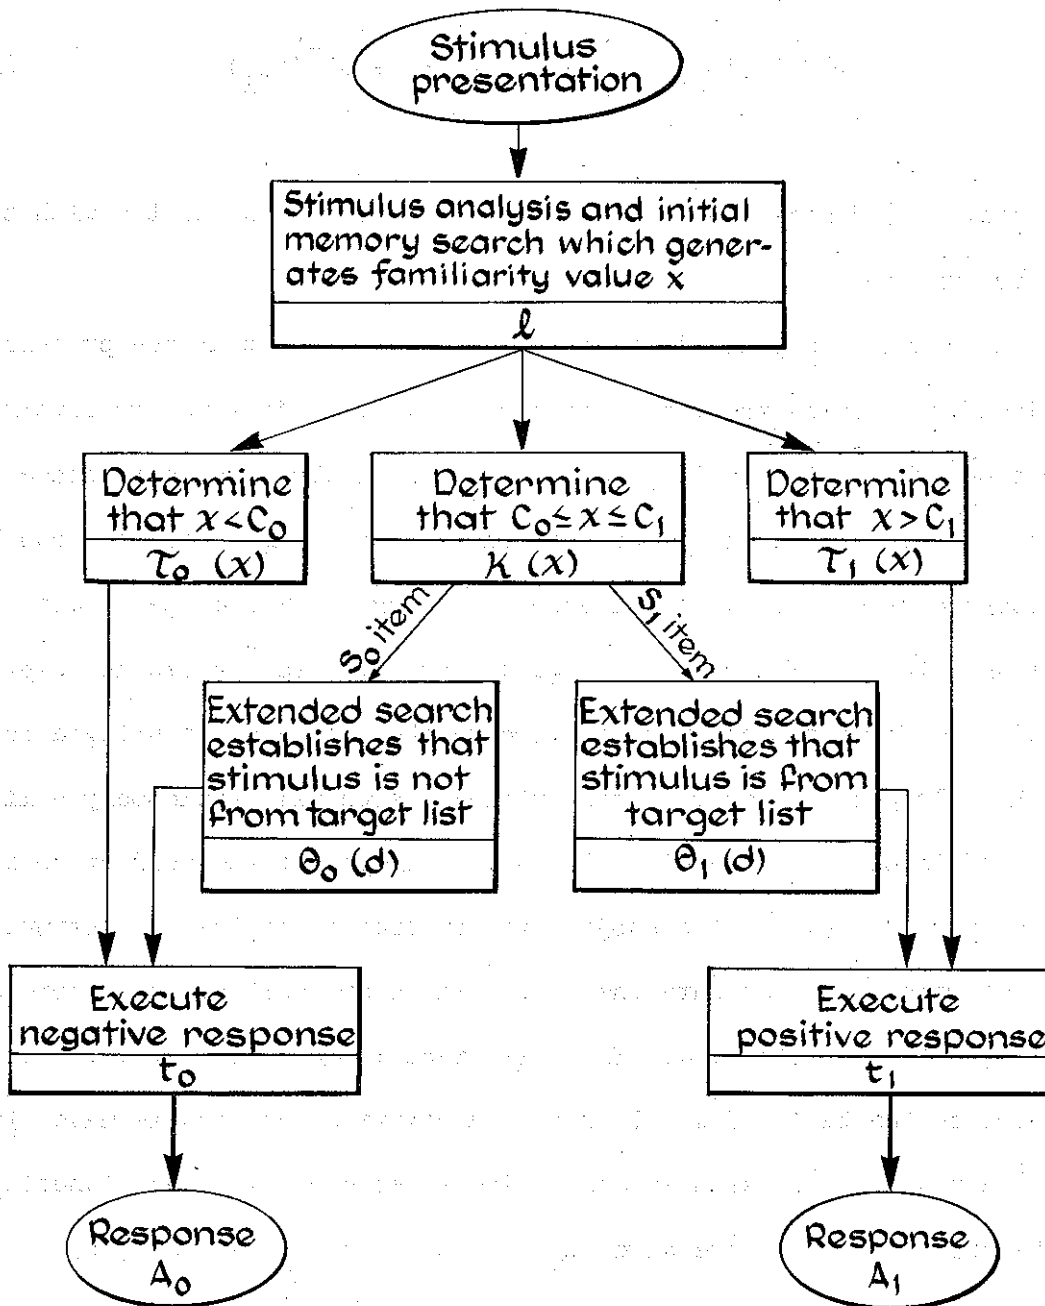 Stimulus
presentation
Stimulus analysis and initial
memory search which gener-
ates familiarity value x
ℓ
Determine
that x < C₀
τ₀ (x)
Determine
that C₀ ≤ x ≤ C₁
κ (x)
Determine
that x > C₁
τ₁ (x)
S₀ item
S₁ item
Extended search
establishes that
stimulus is not
from target list
θ₀ (d)
Extended search
establishes that
stimulus is from
target list
θ₁ (d)
Execute
negative response
t₀
Execute
positive response
t₁
Response
A₀
Response
A₁